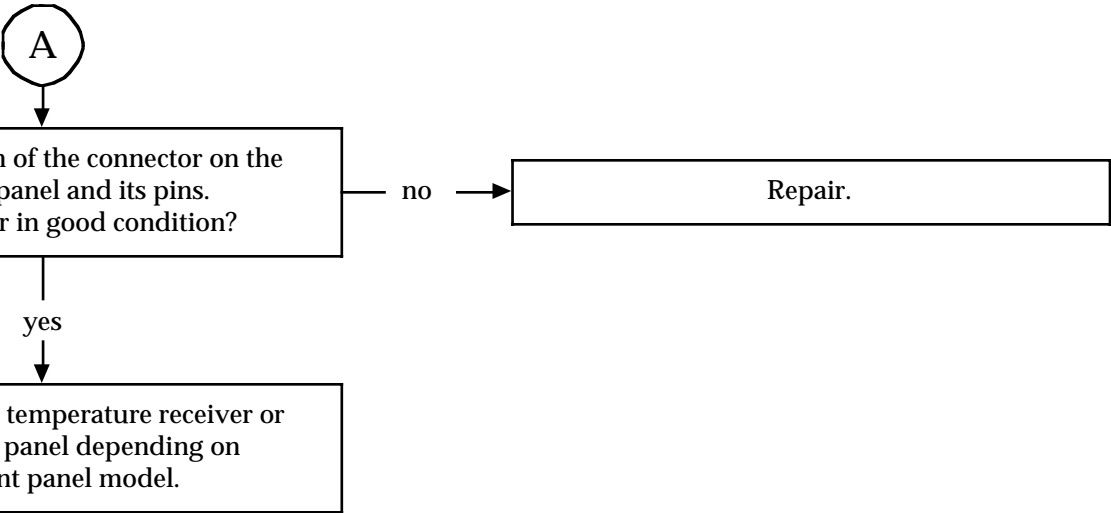 A
of the connector on the
panel and its pins.
in good condition?
no
Repair.
yes
temperature receiver or
panel depending on
panel model.